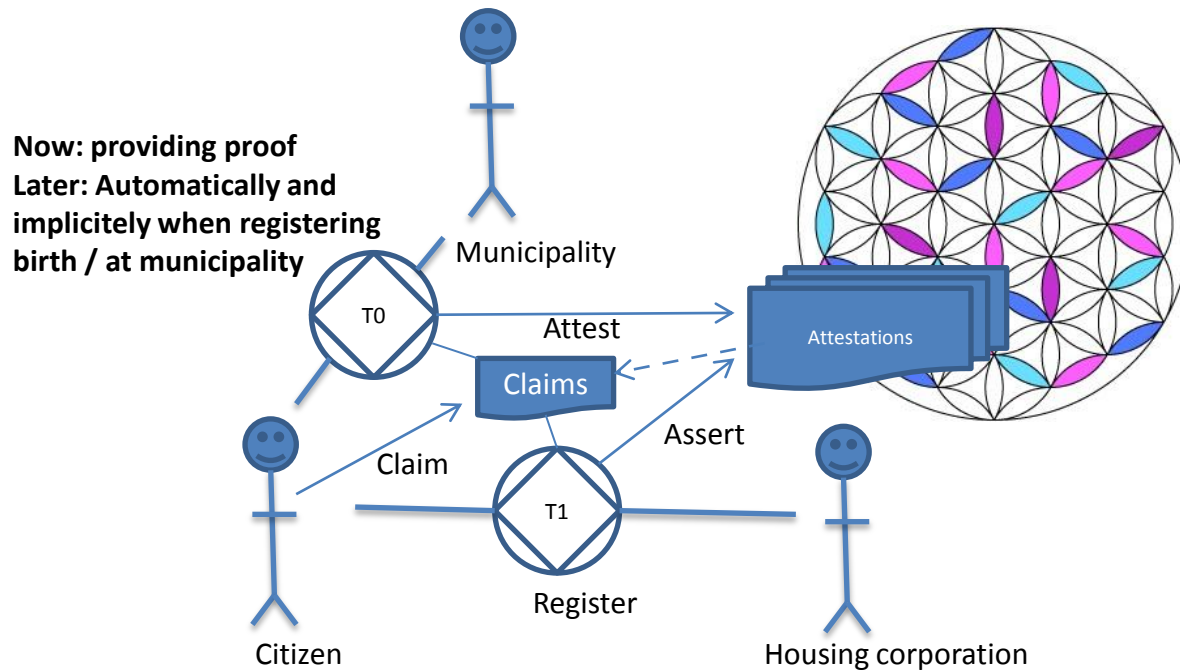 Now: providing proof
Later: Automatically and
implicitely when registering
birth / at municipality
Municipality
T0
Attest
Attestations
Claims
Assert
Claim
T1
Register
Citizen
Housing corporation